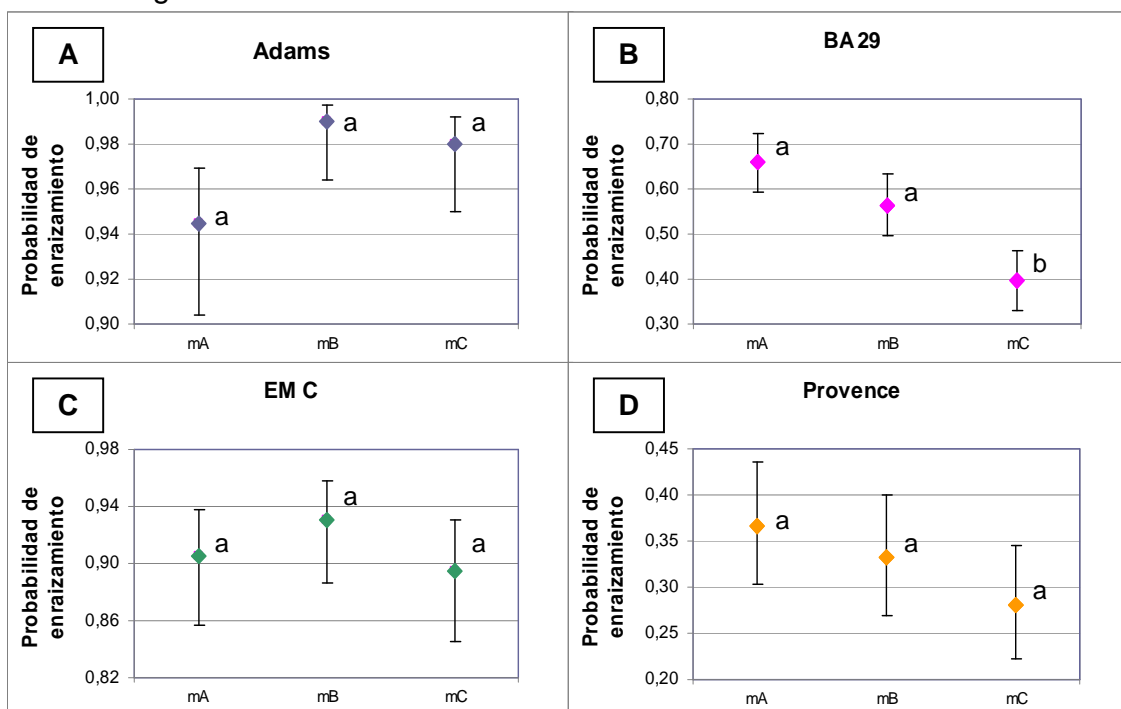 A
Adams
Probabilidad de
enraizamiento
1,00
0,98
0,96
0,94
0,92
0,90
a
a
a
mA
mB
mC
B
BA 29
Probabilidad de
enraizamiento
0,80
0,70
0,60
0,50
0,40
0,30
a
a
b
mA
mB
mC
C
EM C
Probabilidad de
enraizamiento
0,98
0,94
0,90
0,86
0,82
a
a
a
mA
mB
mC
D
Provence
Probabilidad de
enraizamiento
0,45
0,40
0,35
0,30
0,25
0,20
a
a
a
mA
mB
mC